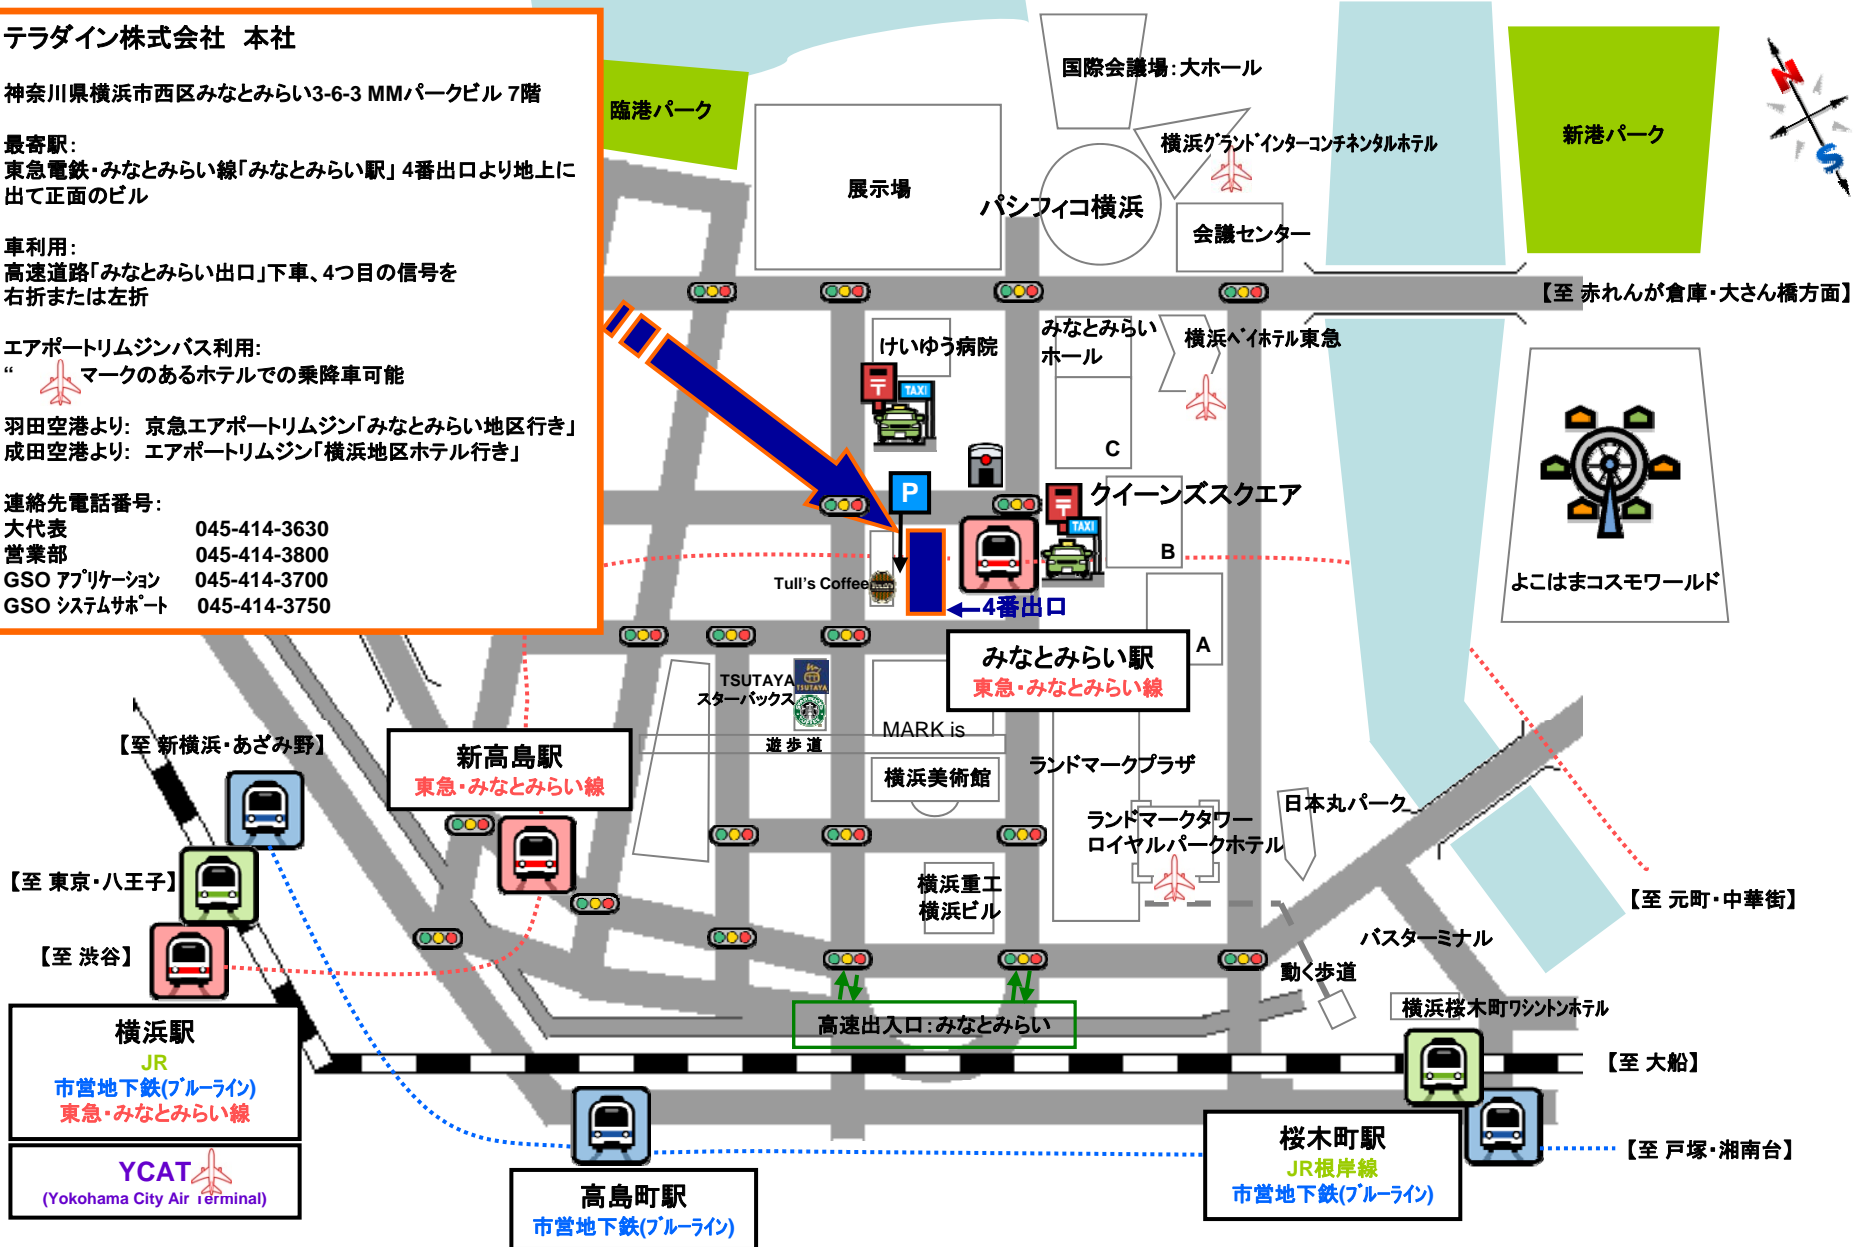 テラダイン株式会社 本社
神奈川県横浜市西区みなとみらい3-6-3 MMパークビル 7階
最寄駅：
東急電鉄・みなとみらい線「みなとみらい駅」 4番出口より地上に
出て正面のビル
車利用：
高速道路「みなとみらい出口」下車、4つ目の信号を
右折または左折
エアポートリムジンバス利用：
“ マークのあるホテルでの乗降車可能
羽田空港より： 京急エアポートリムジン「みなとみらい地区行き」
成田空港より： エアポートリムジン「横浜地区ホテル行き」
連絡先電話番号：
大代表 045-414-3630
営業部 045-414-3800
GSO アプリケーション 045-414-3700
GSO システムサポート 045-414-3750
臨港パーク
国際会議場：大ホール
横浜グランドインターコンチネンタルホテル
新港パーク
N
S
展示場
パシフィコ横浜
会議センター
【至 赤れんが倉庫・大さん橋方面】
けいゆう病院
みなとみらい
ホール
横浜ベイホテル東急
〒
TAXI
C
P
クイーンズスクエア
〒
TAXI
B
よこはまコスモワールド
Tull's Coffee
4番出口
みなとみらい駅
東急・みなとみらい線
A
TSUTAYA
スターバックス
TSUTAYA
MARK is
遊歩道
【至 新横浜・あざみ野】
新高島駅
東急・みなとみらい線
横浜美術館
ランドマークプラザ
日本丸パーク
ランドマークタワー
ロイヤルパークホテル
【至 東京・八王子】
横浜重工
横浜ビル
【至 元町・中華街】
【至 渋谷】
バスターミナル
動く歩道
横浜桜木町ワシントンホテル
高速出入口：みなとみらい
横浜駅
JR
市営地下鉄(ブルーライン)
東急・みなとみらい線
【至 大船】
YCAT
(Yokohama City Air Terminal)
高島町駅
市営地下鉄(ブルーライン)
桜木町駅
JR根岸線
市営地下鉄(ブルーライン)
【至 戸塚・湘南台】